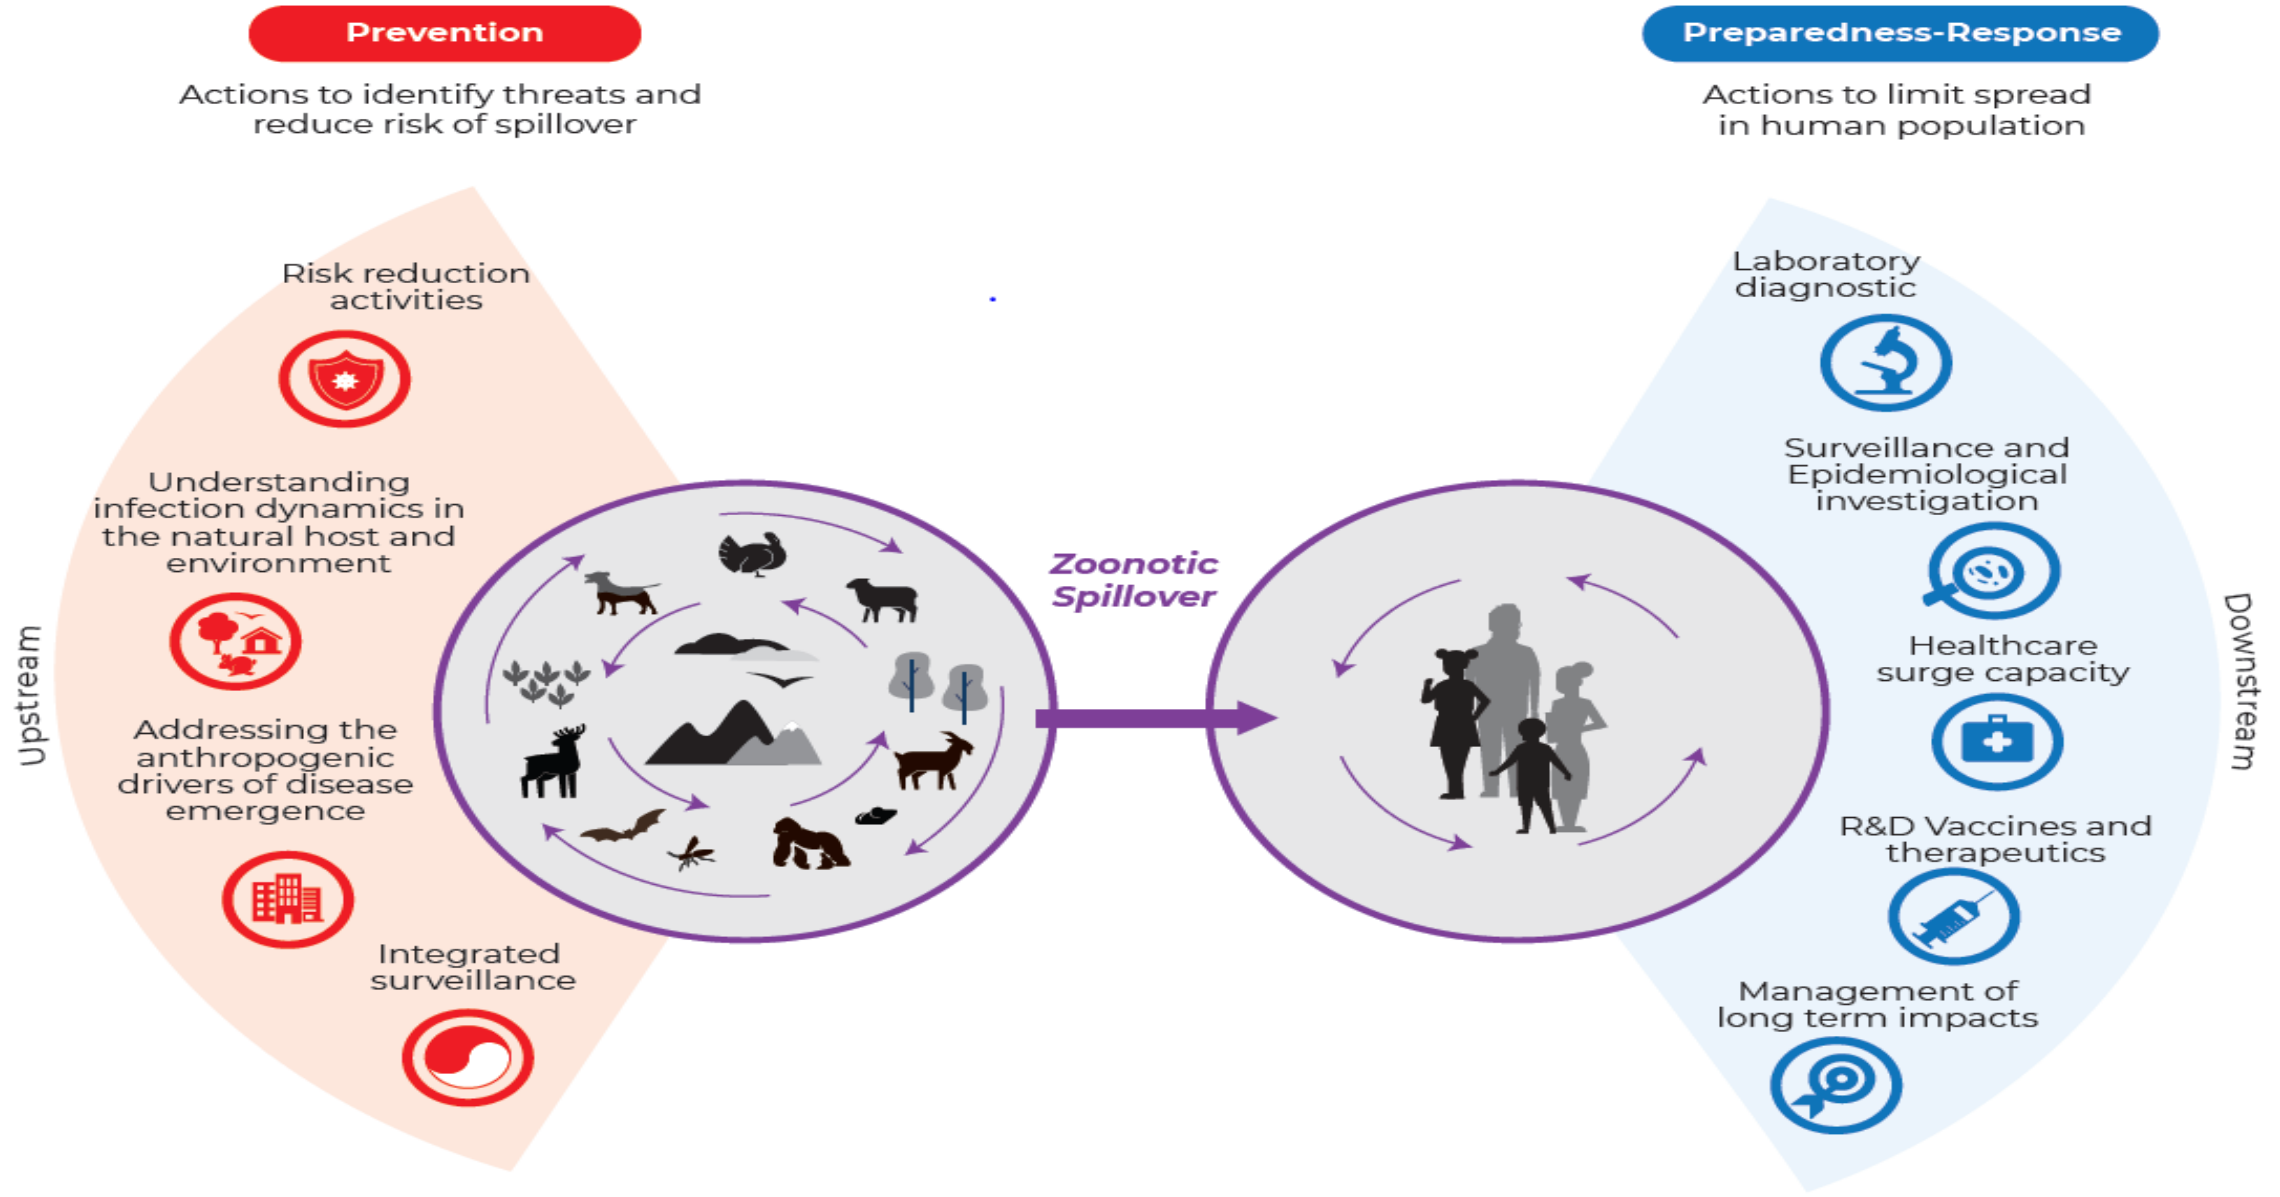 Prevention
Actions to identify threats and
reduce risk of spillover
Preparedness-Response
Actions to limit spread
in human population
Upstream
Risk reduction
activities
Understanding
infection dynamics in
the natural host and
environment
Addressing the
anthropogenic
drivers of disease
emergence
Integrated
surveillance
Zoonotic
Spillover
Laboratory
diagnostic
Surveillance and
Epidemiological
investigation
Healthcare
surge capacity
R&D Vaccines and
therapeutics
Management of
long term impacts
Downstream